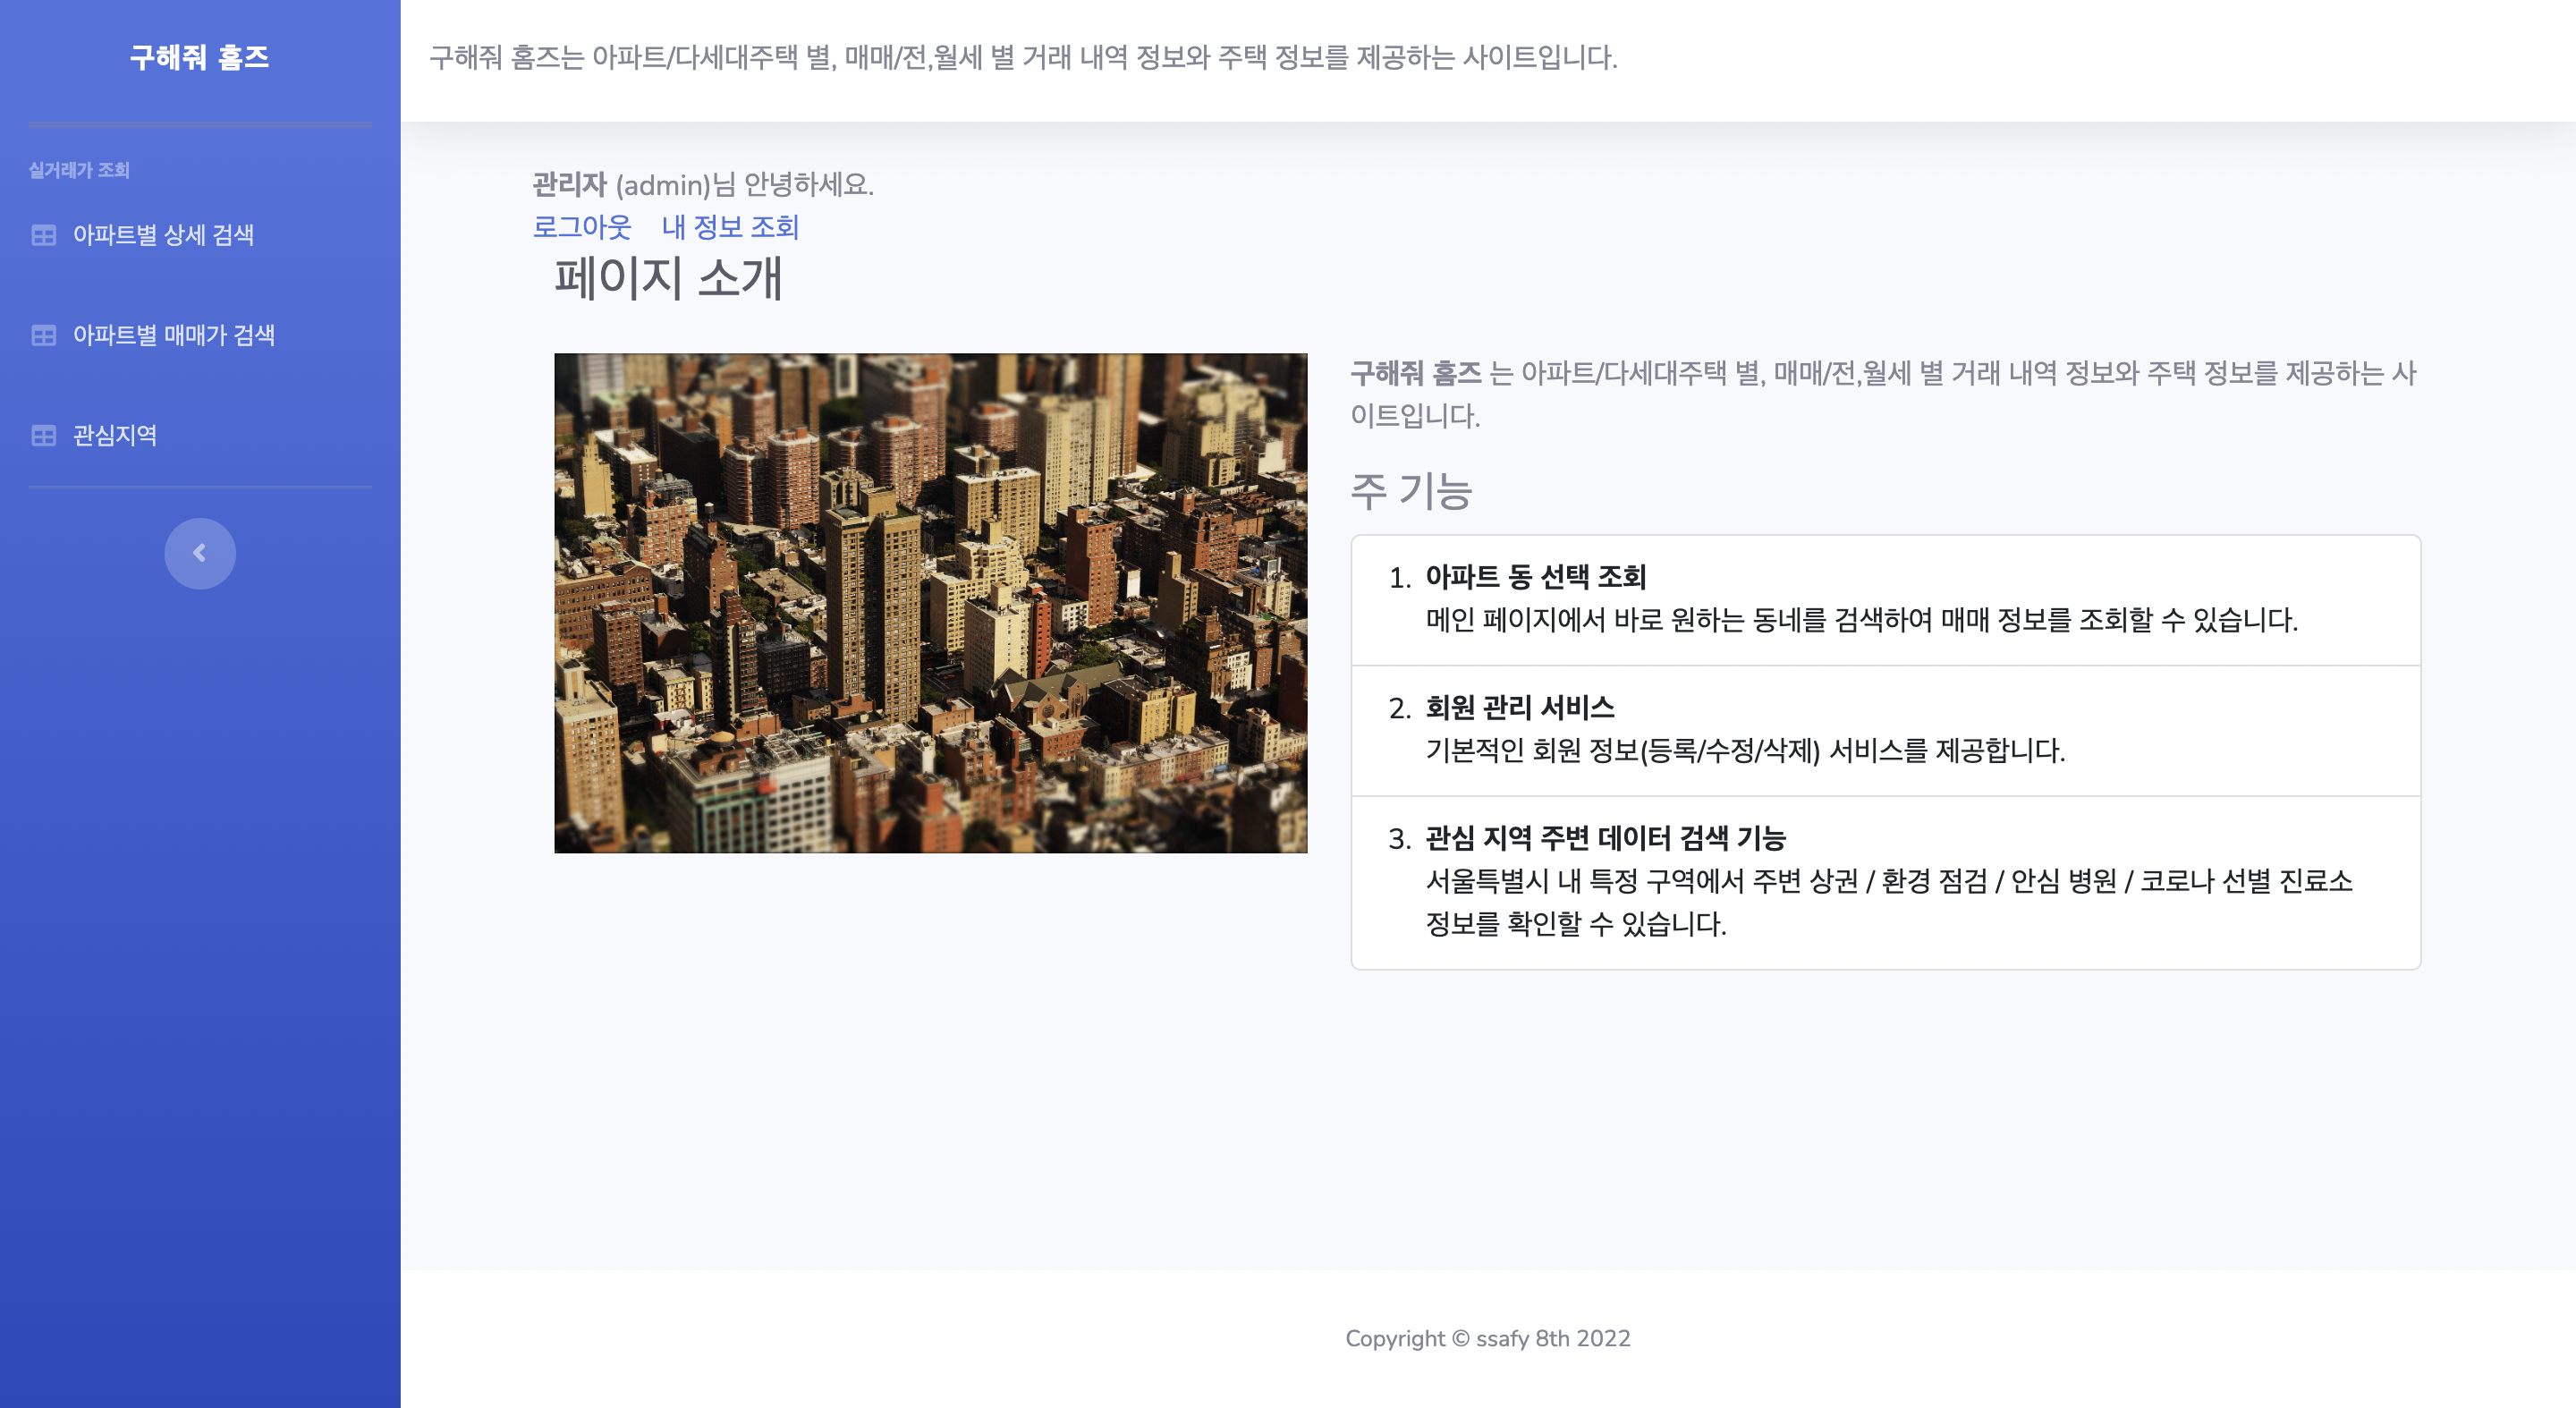 구해줘 홈즈
실거래가 조회
아파트별 상세 검색
아파트별 매매가 검색
관심지역
구해줘 홈즈는 아파트/다세대주택 별, 매매/전,월세 별 거래 내역 정보와 주택 정보를 제공하는 사이트입니다.
관리자 (admin)님 안녕하세요.
로그아웃 내 정보 조회
페이지 소개
구해줘 홈즈 는 아파트/다세대주택 별, 매매/전,월세 별 거래 내역 정보와 주택 정보를 제공하는 사
이트입니다.
주 기능
1. 아파트 동 선택 조회
메인 페이지에서 바로 원하는 동네를 검색하여 매매 정보를 조회할 수 있습니다.
2. 회원 관리 서비스
기본적인 회원 정보(등록/수정/삭제) 서비스를 제공합니다.
3. 관심 지역 주변 데이터 검색 기능
서울특별시 내 특정 구역에서 주변 상권 / 환경 점검 / 안심 병원 / 코로나 선별 진료소
정보를 확인할 수 있습니다.
Copyright © ssafy 8th 2022